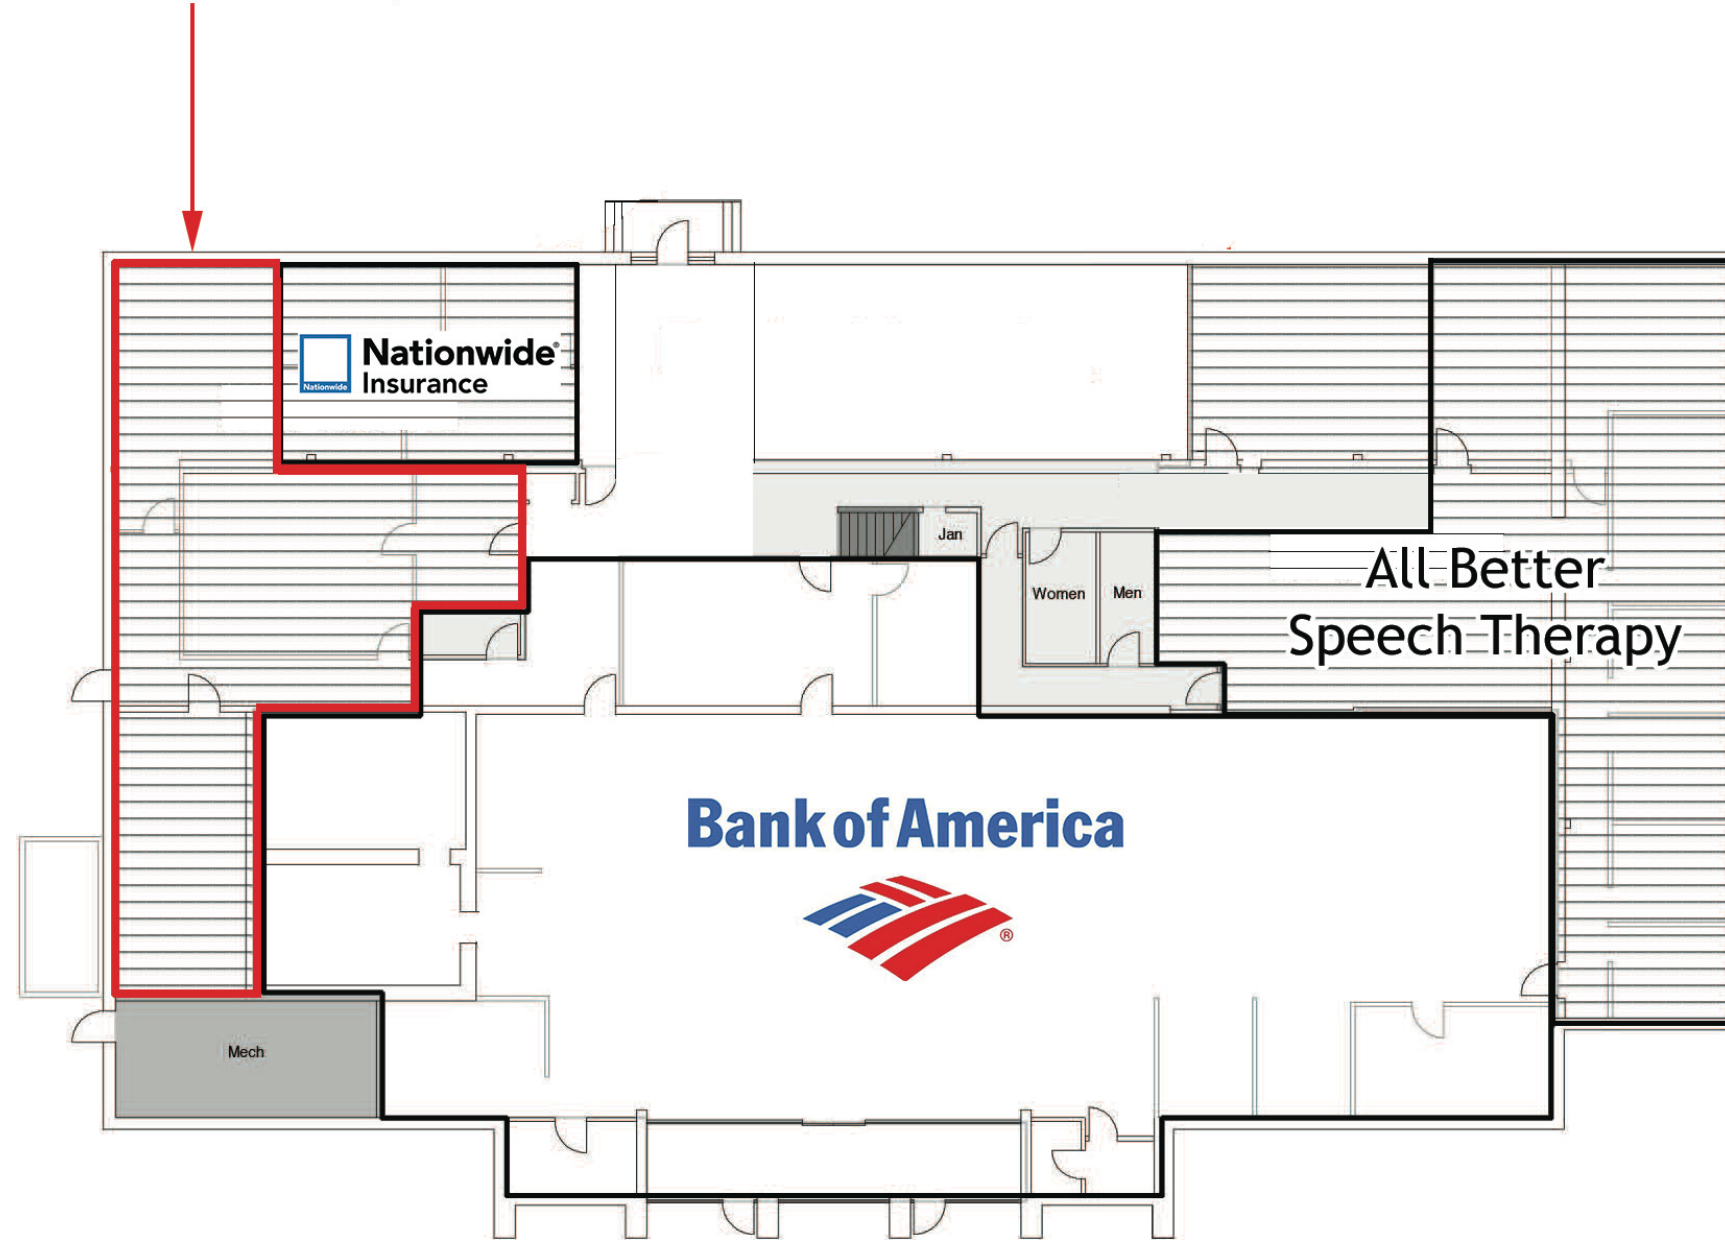 Nationwide®
Insurance
Nationwide
Jan
Women
Men
All Better
Speech Therapy
Bank of America
®
Mech